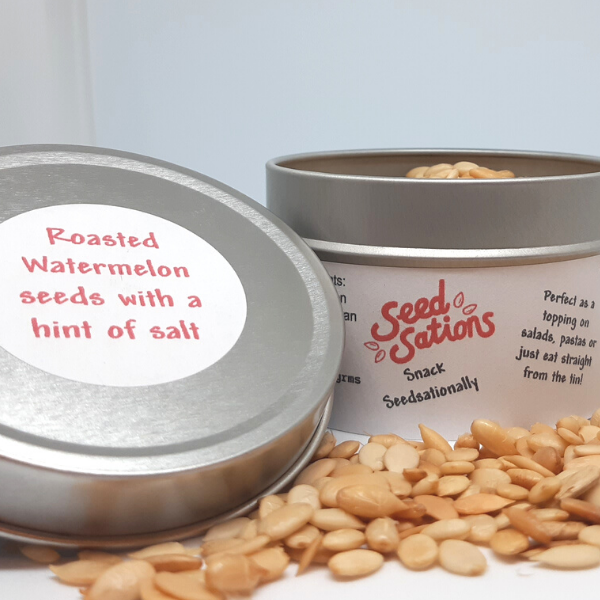 Roasted
Watermelon
seeds with a
hint of salt
Seed
Sations
Snack
Seedsationally
Perfect as a
topping on
salads, pastas or
just eat straight
from the tin!